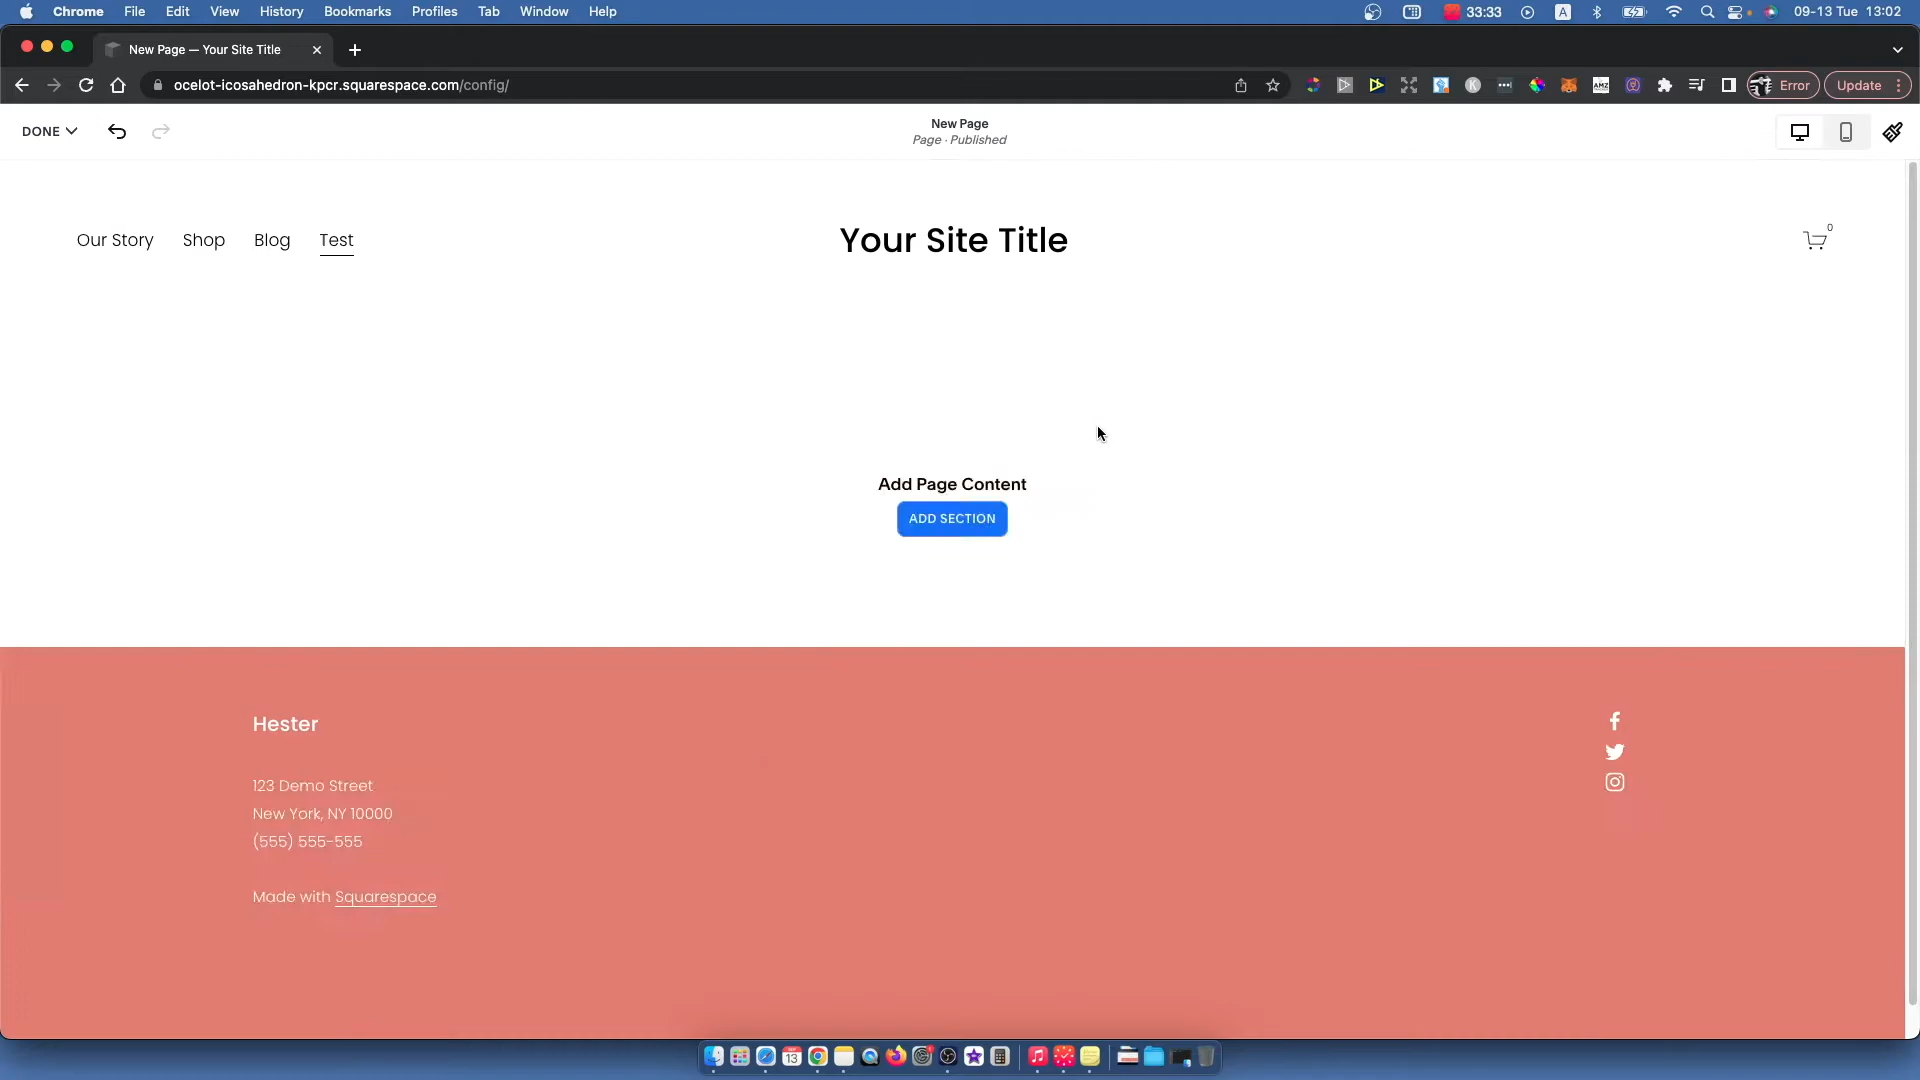 Chrome File Edit View History Bookmarks Profiles Tab Window Help
33:33
A
09-13 Tue 13:02
New Page — Your Site Title
ocelot-icosahedron-kpcr.squarespace.com/config/
Error
Update
DONE
New Page
Page · Published
Our Story Shop Blog Test
Your Site Title
0
Add Page Content
ADD SECTION
Hester
123 Demo Street
New York, NY 10000
(555) 555-555
Made with Squarespace
13